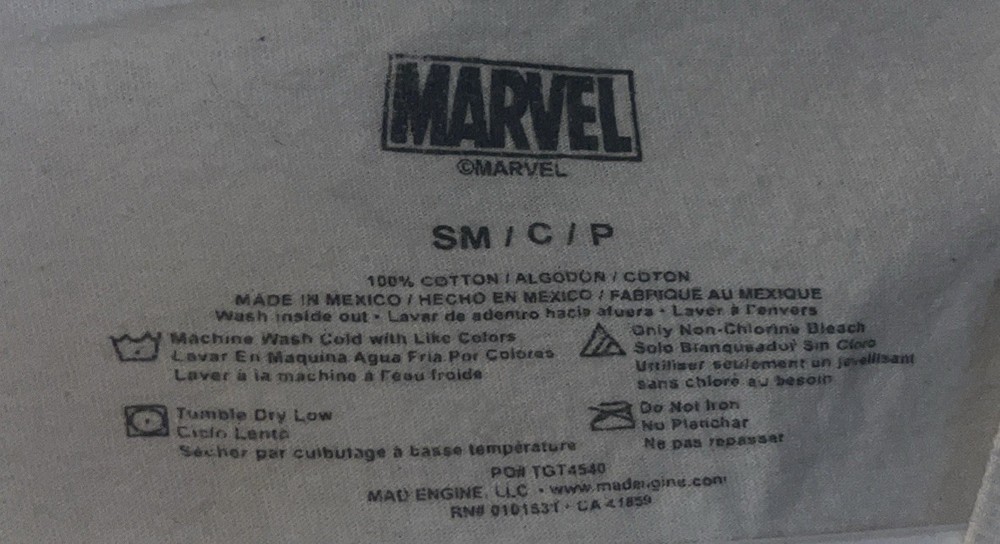 MARVEL
©MARVEL
SM / C / P
100% COTTON / ALGODÓN / COTON
MADE IN MEXICO / HECHO EN MEXICO / FABRIQUE AU MEXIQUE
Wash inside out • Lavar de adentro hacia afuera • Laver à l'envers
Machine Wash Cold with Like Colors
Lavar En Maquina Agua Fria Por Colores
Laver à la machine à l'eau froide
Only Non-Chlorine Bleach
Solo Blanqueador Sin Cloro
Urtiliser seulement un javellisant
sans chlore au besoin
Tumble Dry Low
Ciclo Lento
Sécher par culbutage à basse température
Do Not Iron
No Planchar
Ne pas repasser
PO# TGT4540
MAD ENGINE, LLC • www.madengine.com
RN# 0101531 • CA 41859